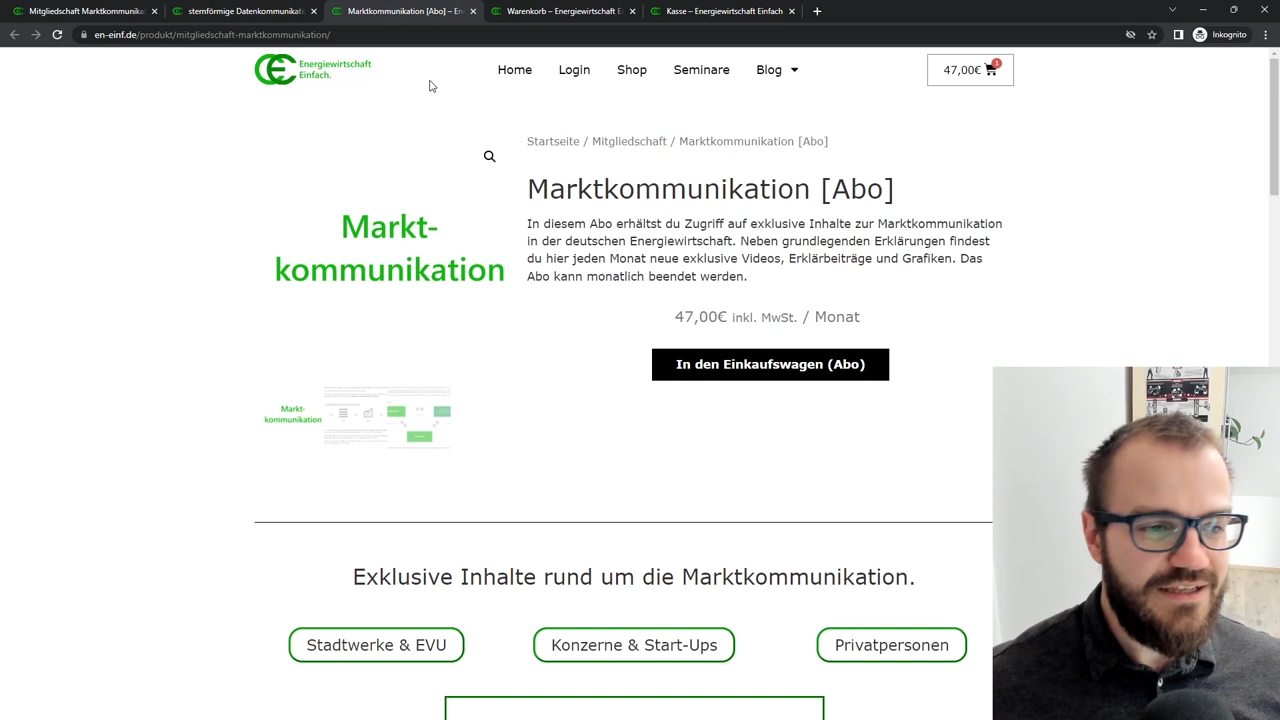 Mitgliedschaft Marktkommunikat
stemförmige Datenkommunikatio
Marktkommunikation [Abo] – En
Warenkorb – Energiewirtschaft E
Kasse – Energiewirtschaft Einfach.
en-einf.de/produkt/mitgliedschaft-marktkommunikation/
Inkognito
Energiewirtschaft
Einfach.
Home
Login
Shop
Seminare
Blog
47,00€
1
Startseite / Mitgliedschaft / Marktkommunikation [Abo]
Markt-
kommunikation
Marktkommunikation [Abo]
In diesem Abo erhältst du Zugriff auf exklusive Inhalte zur Marktkommunikation
in der deutschen Energiewirtschaft. Neben grundlegenden Erklärungen findest
du hier jeden Monat neue exklusive Videos, Erklärbeiträge und Grafiken. Das
Abo kann monatlich beendet werden.
47,00€ inkl. MwSt. / Monat
In den Einkaufswagen (Abo)
Markt-
kommunikation
Exklusive Inhalte rund um die Marktkommunikation.
Stadtwerke & EVU
Konzerne & Start-Ups
Privatpersonen